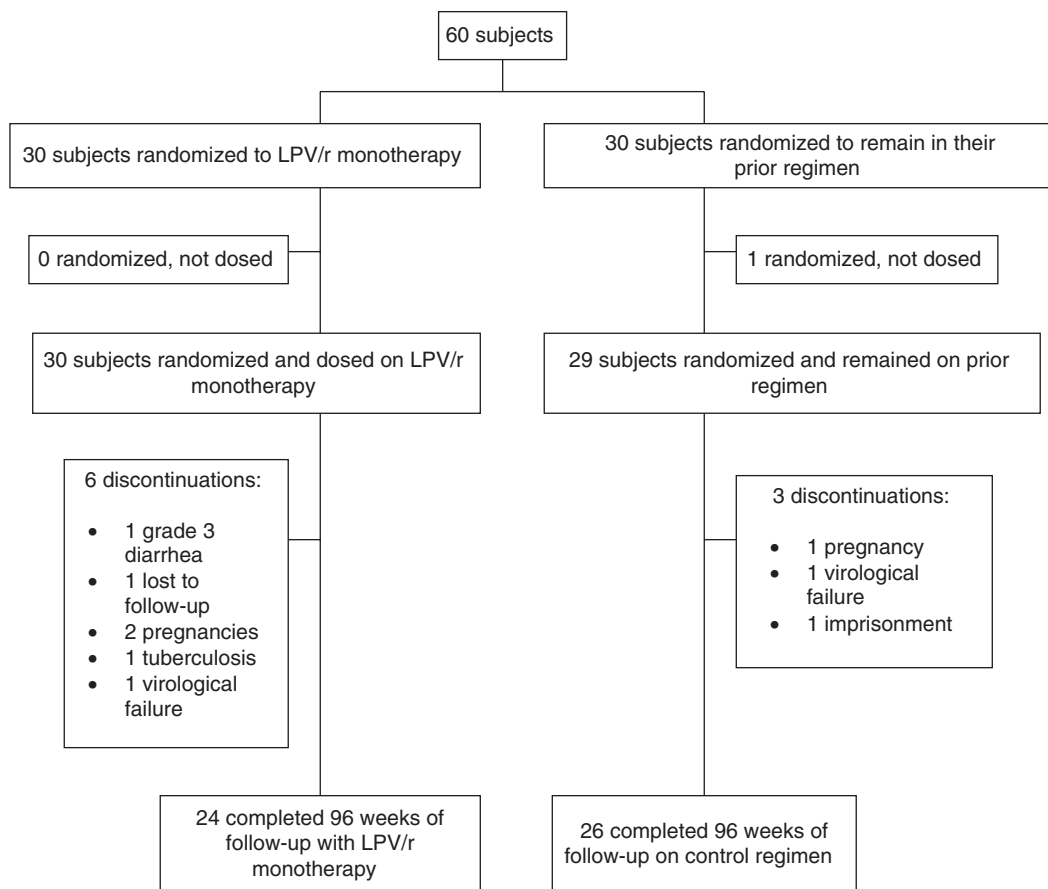 60 subjects
30 subjects randomized to LPV/r monotherapy
30 subjects randomized to remain in their
prior regimen
0 randomized, not dosed
1 randomized, not dosed
30 subjects randomized and dosed on LPV/r
monotherapy
29 subjects randomized and remained on prior
regimen
6 discontinuations:
• 1 grade 3
diarrhea
• 1 lost to
follow-up
• 2 pregnancies
• 1 tuberculosis
• 1 virological
failure
3 discontinuations:
• 1 pregnancy
• 1 virological
failure
• 1 imprisonment
24 completed 96 weeks of
follow-up with LPV/r
monotherapy
26 completed 96 weeks of
follow-up on control regimen